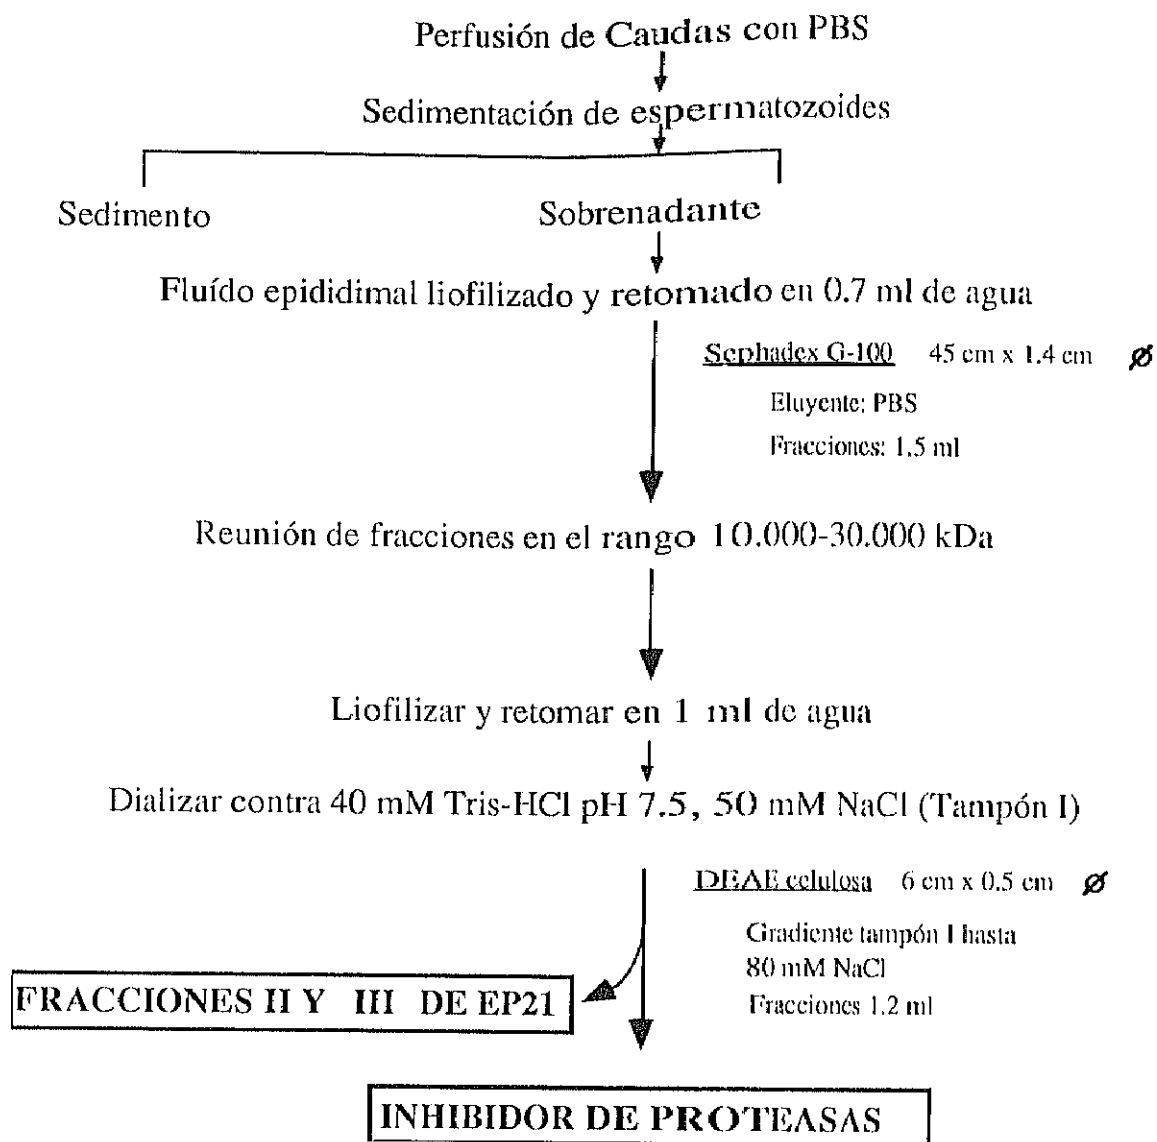 Perfusión de Caudas con PBS
Sedimentación de espermatozoides
Sedimento Sobrenadante
Fluído epididimal liofilizado y retomado en 0.7 ml de agua
Sephadex G-100 45 cm x 1.4 cm Ø
Eluyente: PBS
Fracciones: 1,5 ml
Reunión de fracciones en el rango 10.000-30.000 kDa
Liofilizar y retomar en 1 ml de agua
Dializar contra 40 mM Tris-HCl pH 7.5, 50 mM NaCl (Tampón I)
DEAE celulosa 6 cm x 0.5 cm Ø
Gradiente tampón I hasta
80 mM NaCl
Fracciones 1.2 ml
FRACCIONES II Y III DE EP21
INHIBIDOR DE PROTEASAS